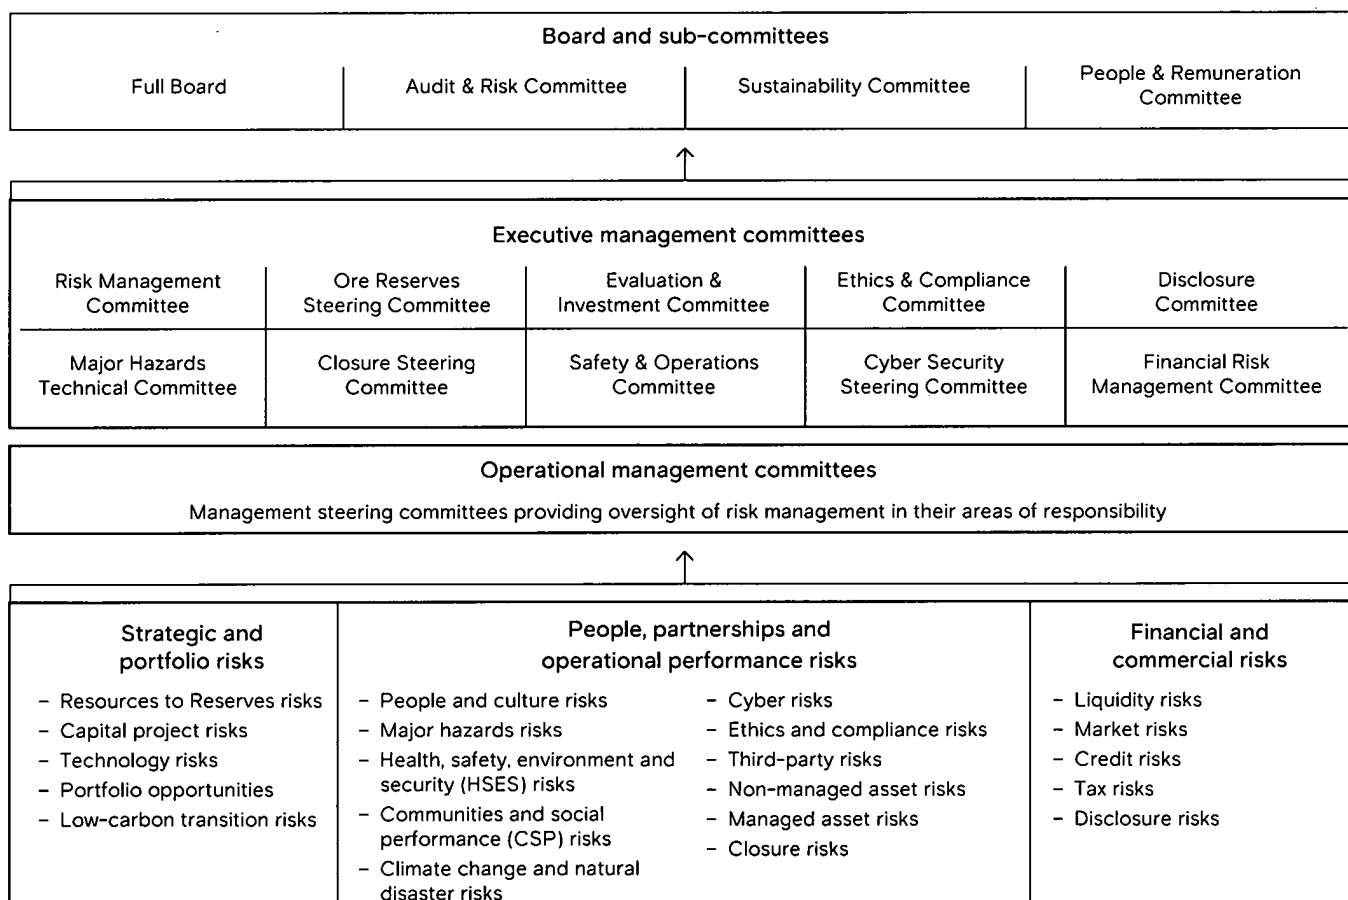 Board and sub-committees
Full Board
Audit & Risk Committee
Sustainability Committee
People & Remuneration
Committee
Executive management committees
Risk Management
Committee
Ore Reserves
Steering Committee
Evaluation &
Investment Committee
Ethics & Compliance
Committee
Disclosure
Committee
Major Hazards
Technical Committee
Closure Steering
Committee
Safety & Operations
Committee
Cyber Security
Steering Committee
Financial Risk
Management Committee
Operational management committees
Management steering committees providing oversight of risk management in their areas of responsibility
Strategic and
portfolio risks
– Resources to Reserves risks
– Capital project risks
– Technology risks
– Portfolio opportunities
– Low-carbon transition risks
People, partnerships and
operational performance risks
– People and culture risks
– Major hazards risks
– Health, safety, environment and
security (HSES) risks
– Communities and social
performance (CSP) risks
– Climate change and natural
disaster risks
– Cyber risks
– Ethics and compliance risks
– Third-party risks
– Non-managed asset risks
– Managed asset risks
– Closure risks
Financial and
commercial risks
– Liquidity risks
– Market risks
– Credit risks
– Tax risks
– Disclosure risks